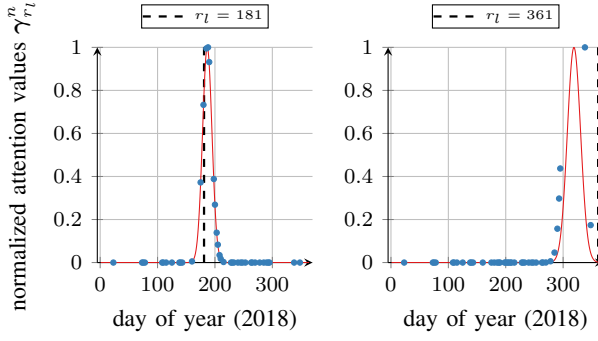 r_l = 181
r_l = 361
normalized attention values γ^n_{r_l}
1
0.8
0.6
0.4
0.2
0
0 100 200 300
day of year (2018)
1
0.8
0.6
0.4
0.2
0
0 100 200 300
day of year (2018)